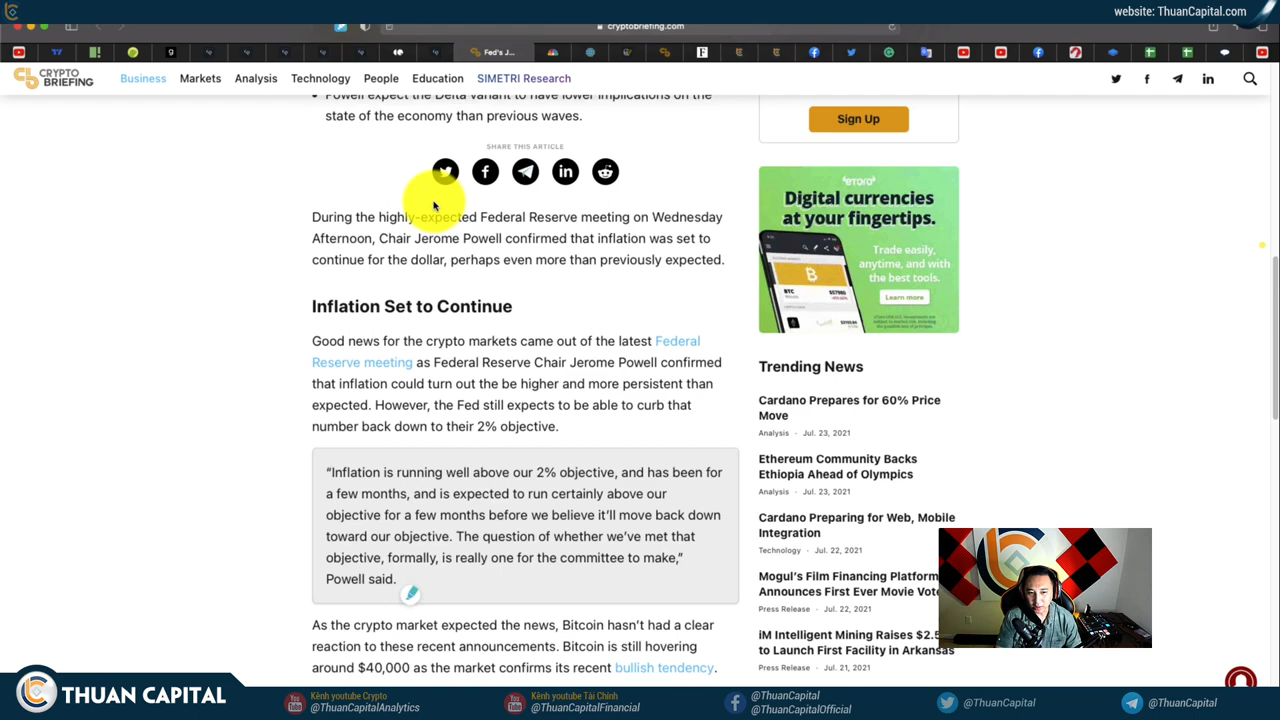 website: ThuanCapital.com
cryptobriefing.com
Fed's J...
CRYPTO
BRIEFING
Business Markets Analysis Technology People Education SIMETRI Research
Powell expect the Delta variant to have lower implications on the
state of the economy than previous waves.
SHARE THIS ARTICLE
During the highly-expected Federal Reserve meeting on Wednesday
Afternoon, Chair Jerome Powell confirmed that inflation was set to
continue for the dollar, perhaps even more than previously expected.
Inflation Set to Continue
Good news for the crypto markets came out of the latest Federal
Reserve meeting as Federal Reserve Chair Jerome Powell confirmed
that inflation could turn out the be higher and more persistent than
expected. However, the Fed still expects to be able to curb that
number back down to their 2% objective.
“Inflation is running well above our 2% objective, and has been for
a few months, and is expected to run certainly above our
objective for a few months before we believe it’ll move back down
toward our objective. The question of whether we’ve met that
objective, formally, is really one for the committee to make,”
Powell said.
As the crypto market expected the news, Bitcoin hasn’t had a clear
reaction to these recent announcements. Bitcoin is still hovering
around $40,000 as the market confirms its recent bullish tendency.
Sign Up
eToro
Digital currencies
at your fingertips.
Trade easily,
anytime, and with
the best tools.
Learn more
Trending News
Cardano Prepares for 60% Price
Move
Analysis · Jul. 23, 2021
Ethereum Community Backs
Ethiopia Ahead of Olympics
Analysis · Jul. 23, 2021
Cardano Preparing for Web, Mobile
Integration
Technology · Jul. 22, 2021
Mogul’s Film Financing Platform
Announces First Ever Movie Vot
Press Release · Jul. 22, 2021
iM Intelligent Mining Raises $2.5
to Launch First Facility in Arkansas
Press Release · Jul. 21, 2021
THUAN CAPITAL
Kênh youtube Crypto
@ThuanCapitalAnalytics
Kênh youtube Tài Chính
@ThuanCapitalFinancial
@ThuanCapital
@ThuanCapitalOfficial
@ThuanCapital
@ThuanCapital